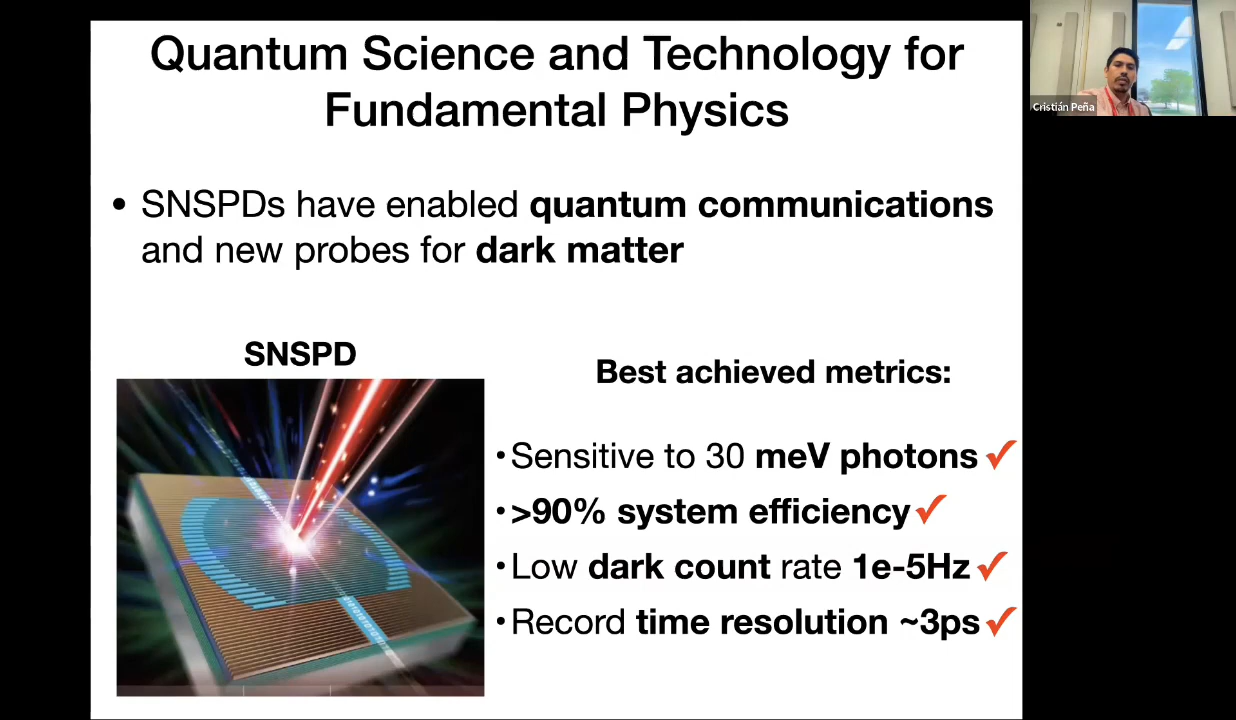 Quantum Science and Technology for
Fundamental Physics
• SNSPDs have enabled quantum communications
and new probes for dark matter
SNSPD
Best achieved metrics:
• Sensitive to 30 meV photons ✓
• >90% system efficiency ✓
• Low dark count rate 1e-5Hz ✓
• Record time resolution ~3ps ✓
Cristián Peña